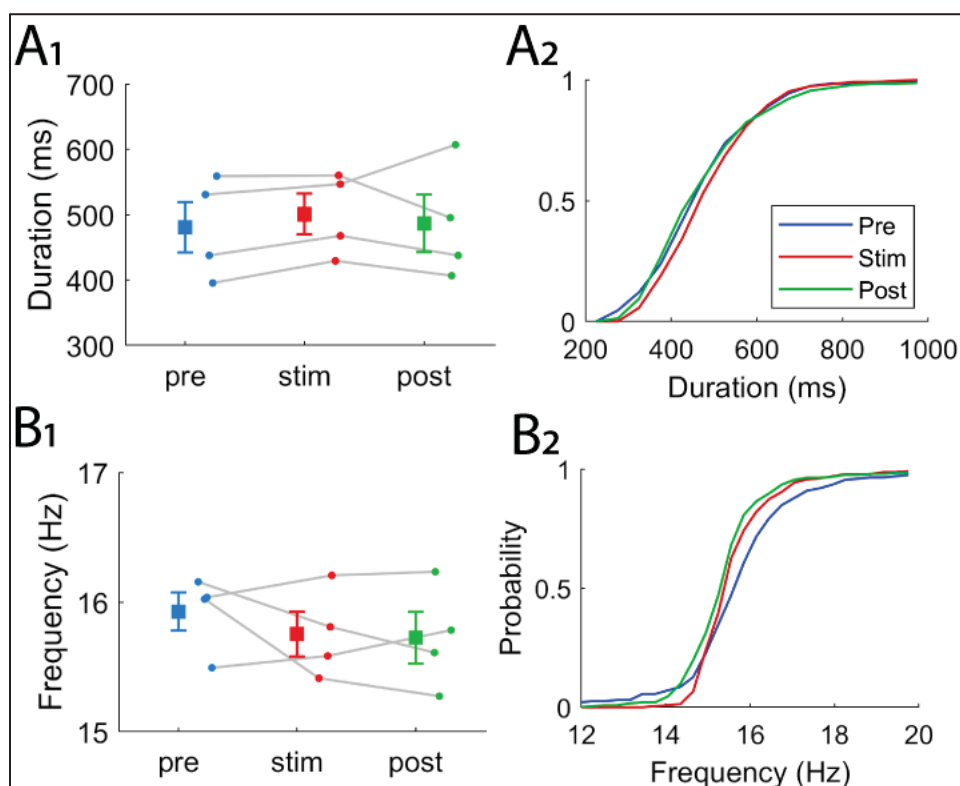 A1
700
600
500
400
300
Duration (ms)
pre stim post
A2
1
0.5
0
200 400 600 800 1000
Duration (ms)
Pre
Stim
Post
B1
17
16
15
Frequency (Hz)
pre stim post
B2
1
0.5
0
Probability
12 14 16 18 20
Frequency (Hz)